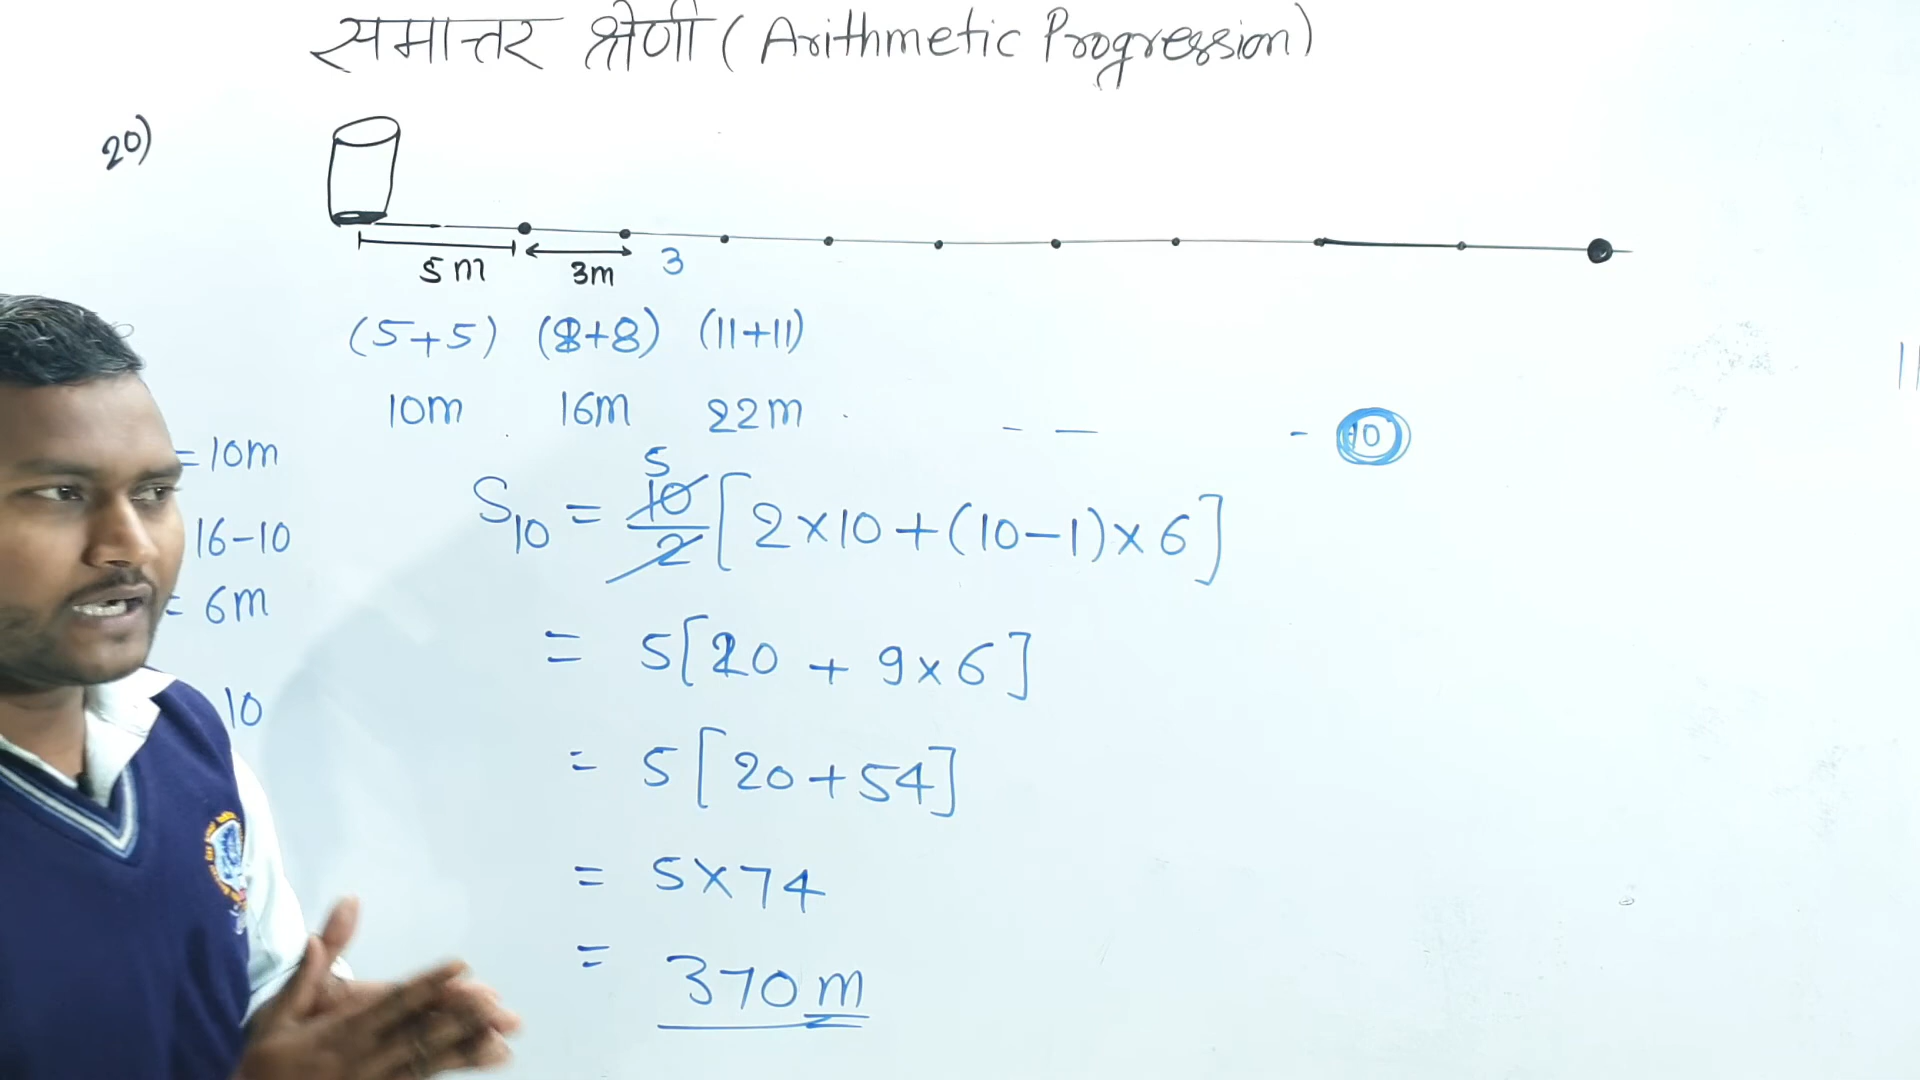 समान्तर श्रेणी (Arithmetic Progression)
20)
5 m 3m 3
(5+5) (8+8) (11+11)
10m 16m 22m . - — - 10
= 10m
16-10
= 6m
10
S₁₀ = 10/2 5 [2×10+(10-1)×6]
= 5[20 + 9×6]
= 5[20+54]
= 5×74
= 370m